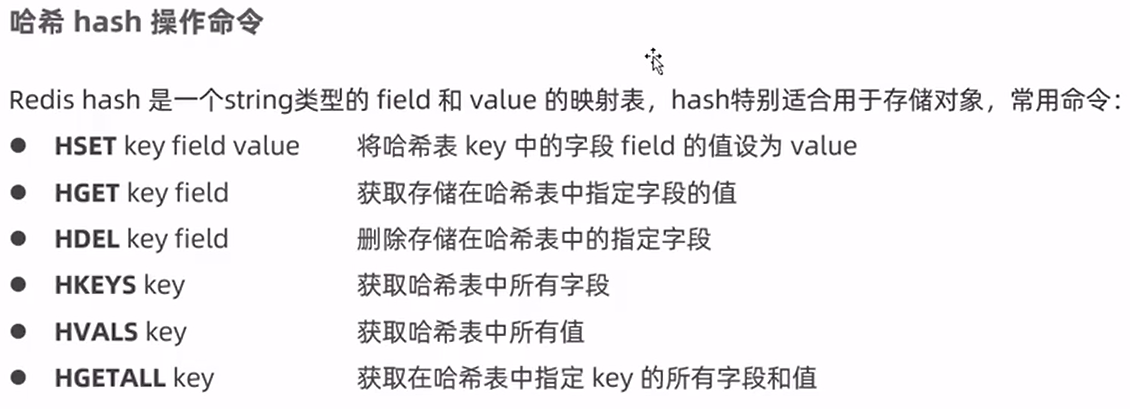 哈希 hash 操作命令
Redis hash 是一个string类型的 field 和 value 的映射表，hash特别适合用于存储对象，常用命令：
● HSET key field value 将哈希表 key 中的字段 field 的值设为 value
● HGET key field 获取存储在哈希表中指定字段的值
● HDEL key field 删除存储在哈希表中的指定字段
● HKEYS key 获取哈希表中所有字段
● HVALS key 获取哈希表中所有值
● HGETALL key 获取在哈希表中指定 key 的所有字段和值